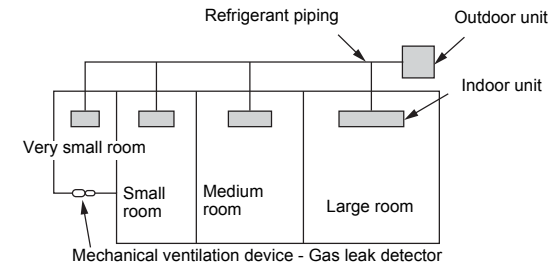 Refrigerant piping
Outdoor unit
Indoor unit
Very small room
Small
room
Medium
room
Large room
Mechanical ventilation device - Gas leak detector